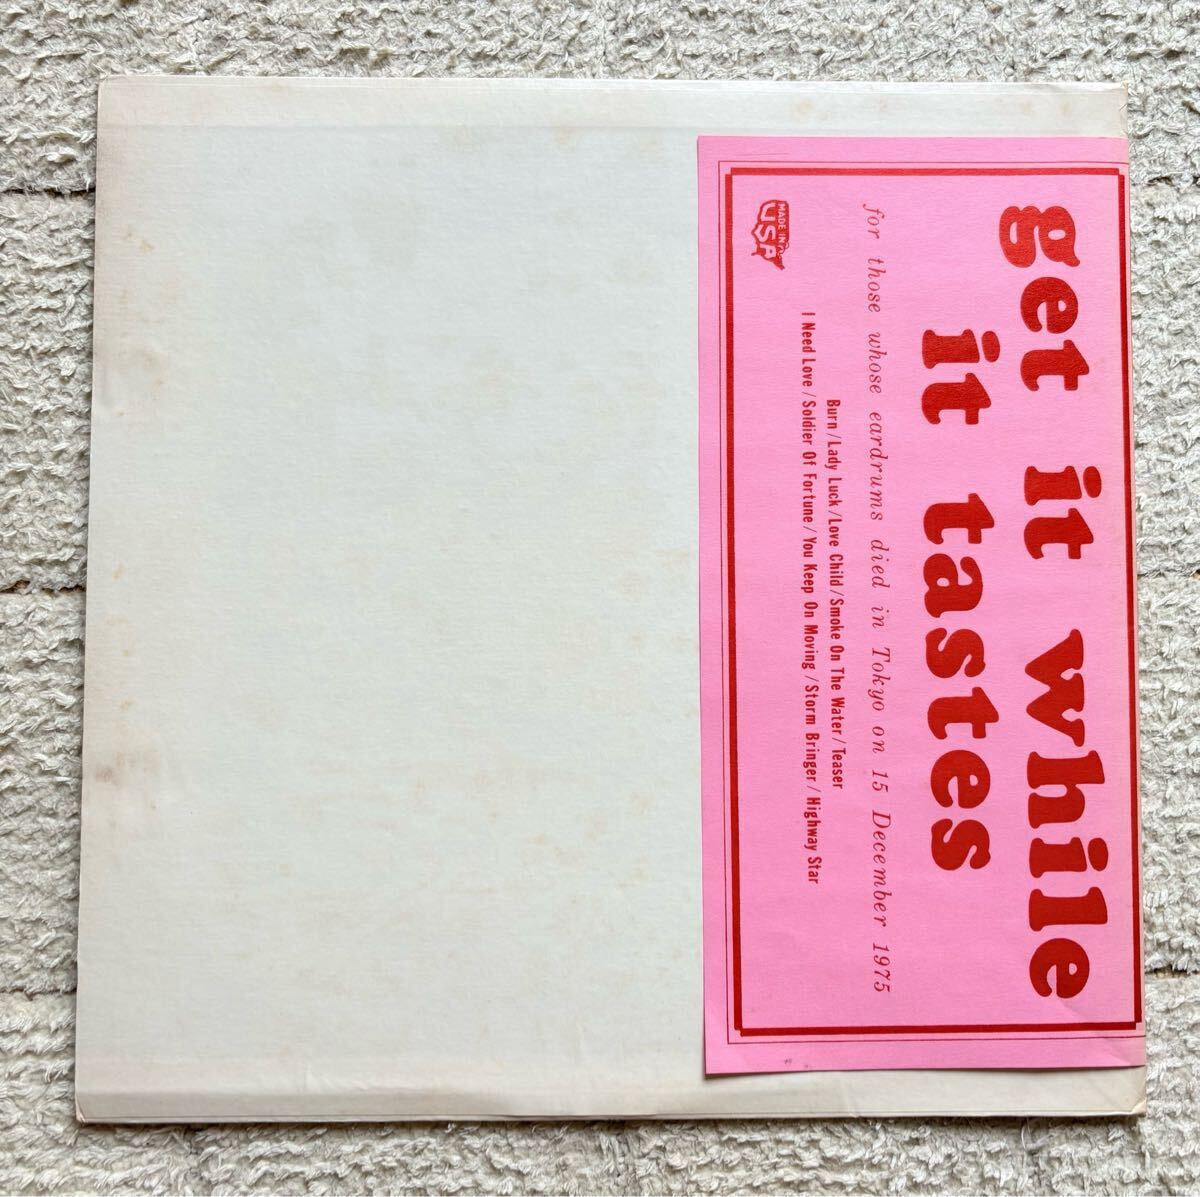 get it while
it tastes
for those whose eardrums died in Tokyo on 15 December 1975
Burn / Lady Luck / Love Child / Smoke On The Water / Teaser
I Need Love / Soldier Of Fortune / You Keep On Moving / Storm Bringer / Highway Star
MADE IN
USA